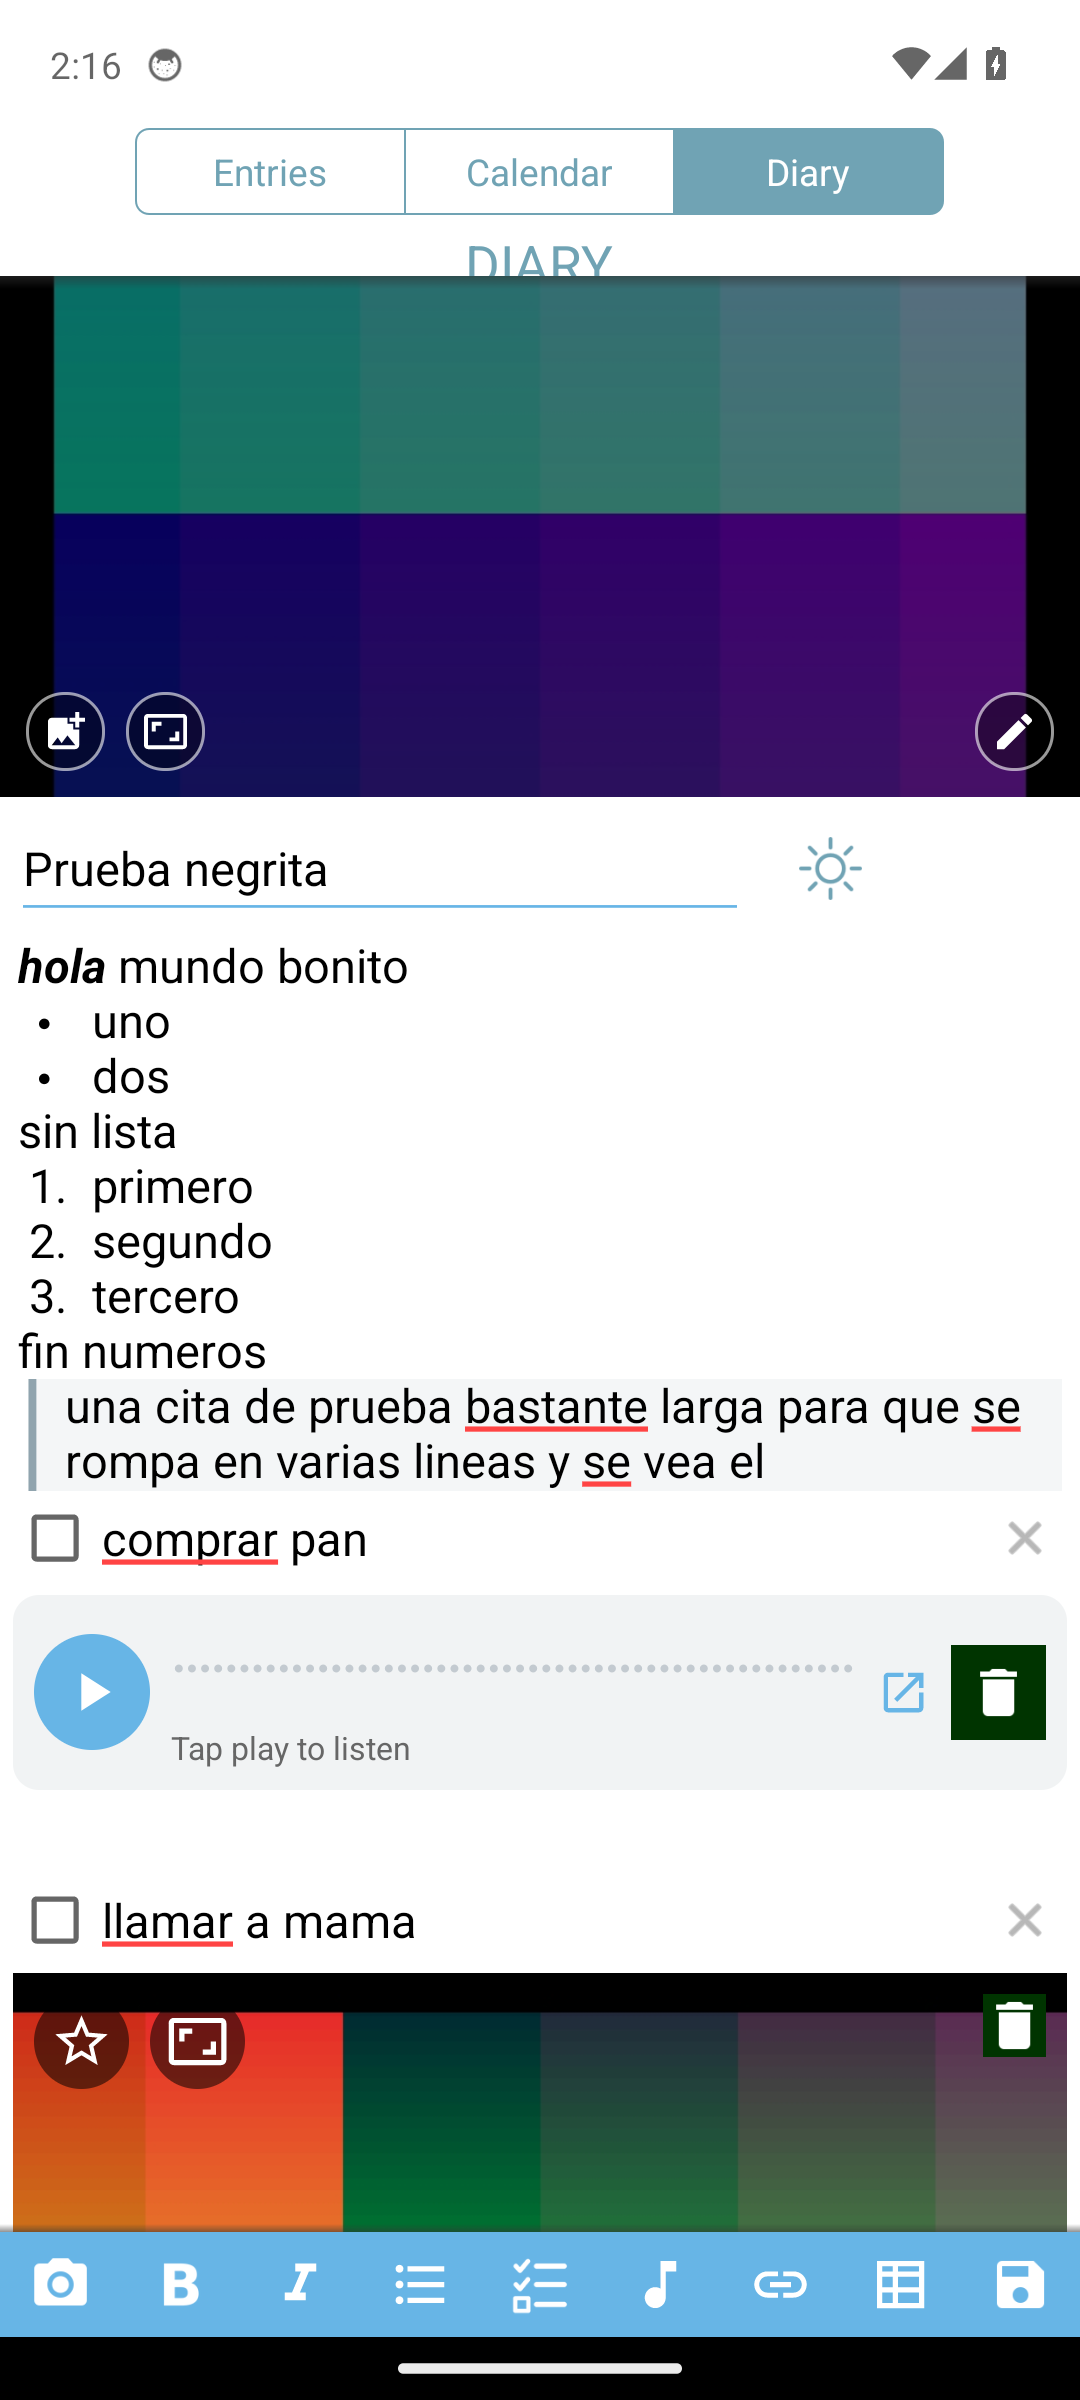 2:16
Entries
Calendar
Diary
DIARY
Prueba negrita
hola mundo bonito
• uno
• dos
sin lista
1. primero
2. segundo
3. tercero
fin numeros
una cita de prueba bastante larga para que se
rompa en varias lineas y se vea el
comprar pan
Tap play to listen
llamar a mama
B
I